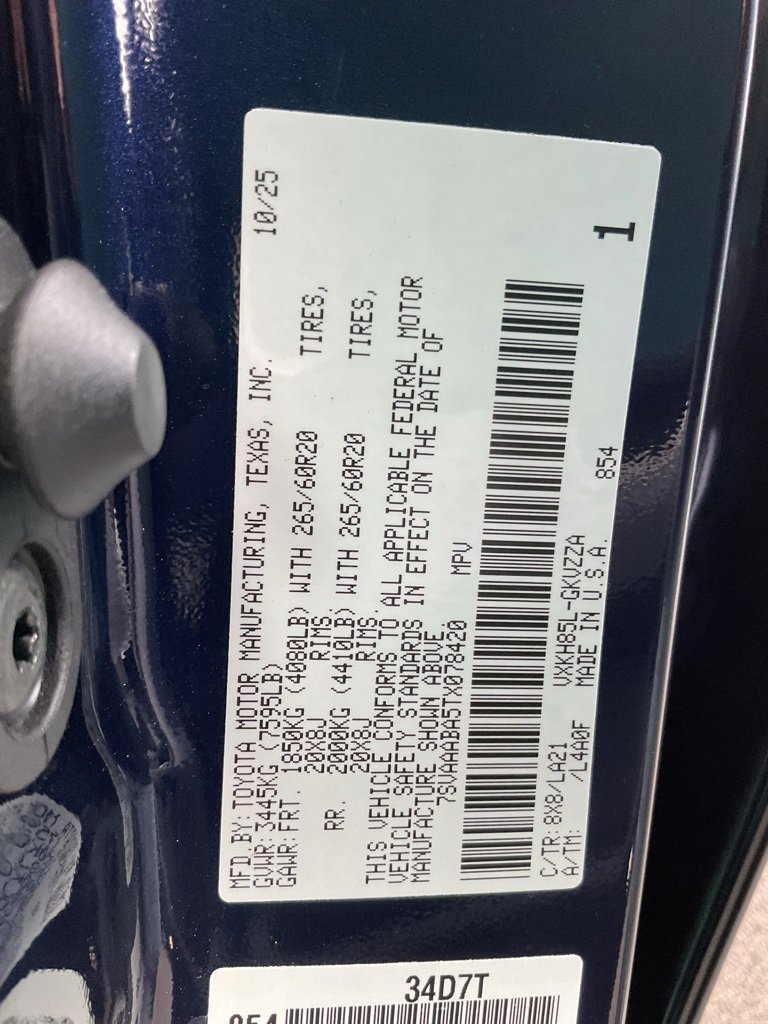 MFD.BY:TOYOTA MOTOR MANUFACTURING, TEXAS, INC. 10/25
GVWR:3445KG(7595LB)
GAWR:FRT. 1850KG(4080LB)WITH 265/60R20 TIRES,
20X8J RIMS.
RR. 2000KG(4410LB)WITH 265/60R20 TIRES,
20X8J RIMS.
THIS VEHICLE CONFORMS TO ALL APPLICABLE FEDERAL MOTOR
VEHICLE SAFETY STANDARDS IN EFFECT ON THE DATE OF
MANUFACTURE SHOWN ABOVE.
7SVAAABA5TX078420 MPV
1
C/TR:8X8/LA21 VXKH85L-GKVZZA 854
A/TM: /L4A0F MADE IN U.S.A.
34D7T
854